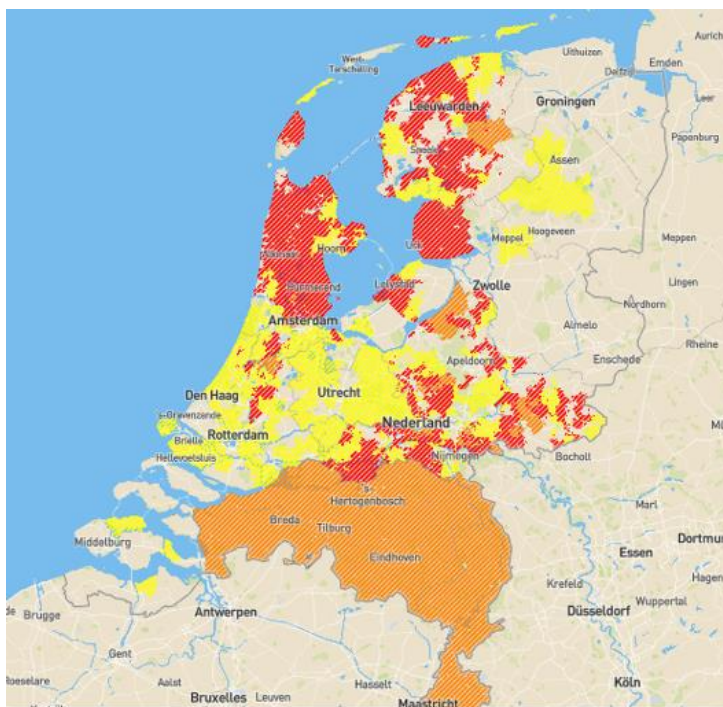 Uithuizen
Aurich
Emden
Delfzijl
West-
Terschelling
Leeuwarden
Groningen
Leer
Papenburg
Sneek
Assen
Hoogeveen
Meppel
Meppen
Hoorn
Urk
Alkmaar
Purmerend
Lelystad
Zwolle
Lingen
Nordhorn
Amsterdam
Almelo
Rheine
Apeldoorn
Enschede
Den Haag
Utrecht
's-Gravenzande
Nederland
Rotterdam
Brielle
Hellevoetsluis
Nijmegen
Bocholt
's-
Hertogenbosch
Marl
Breda
Tilburg
Middelburg
Eindhoven
Essen
Dortmu
Hagen
Krefeld
Wuppertal
Antwerpen
Düsseldorf
Brugge
Gent
Aalst
Hasselt
Köln
Roeselare
Bruxelles
Leuven
Maastricht